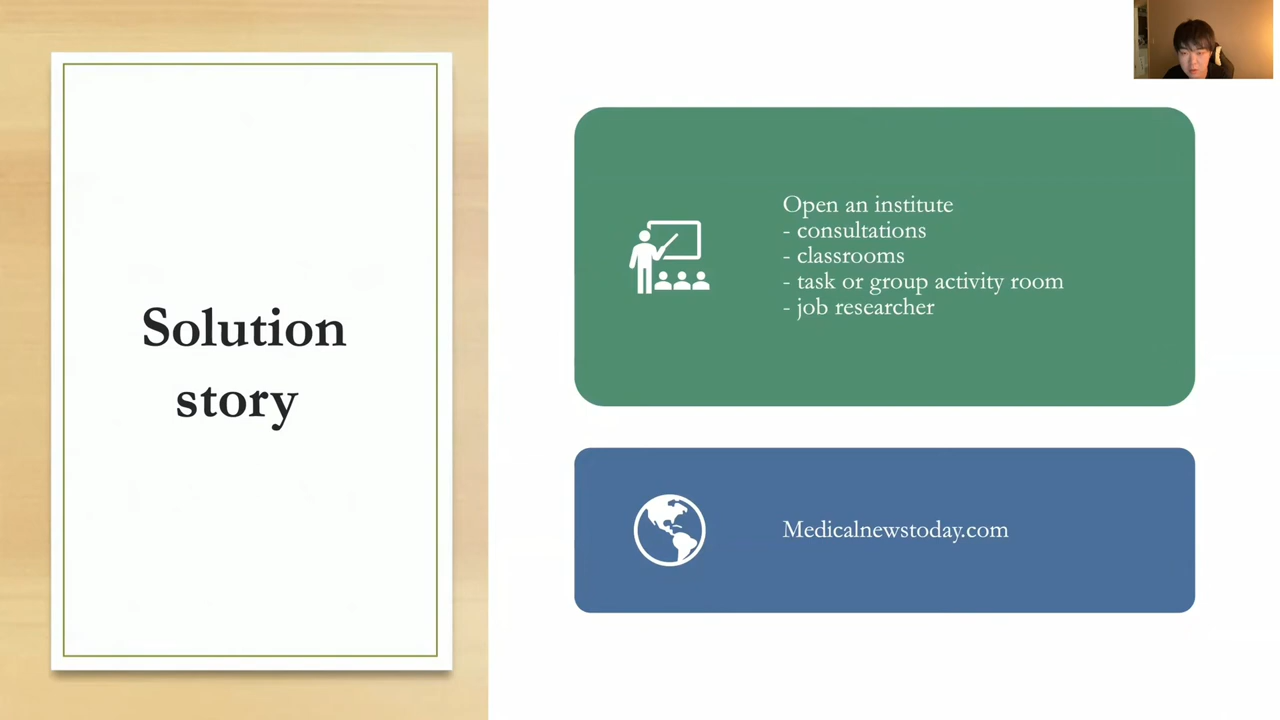 Solution
story
Open an institute
- consultations
- classrooms
- task or group activity room
- job researcher
Medicalnewstoday.com